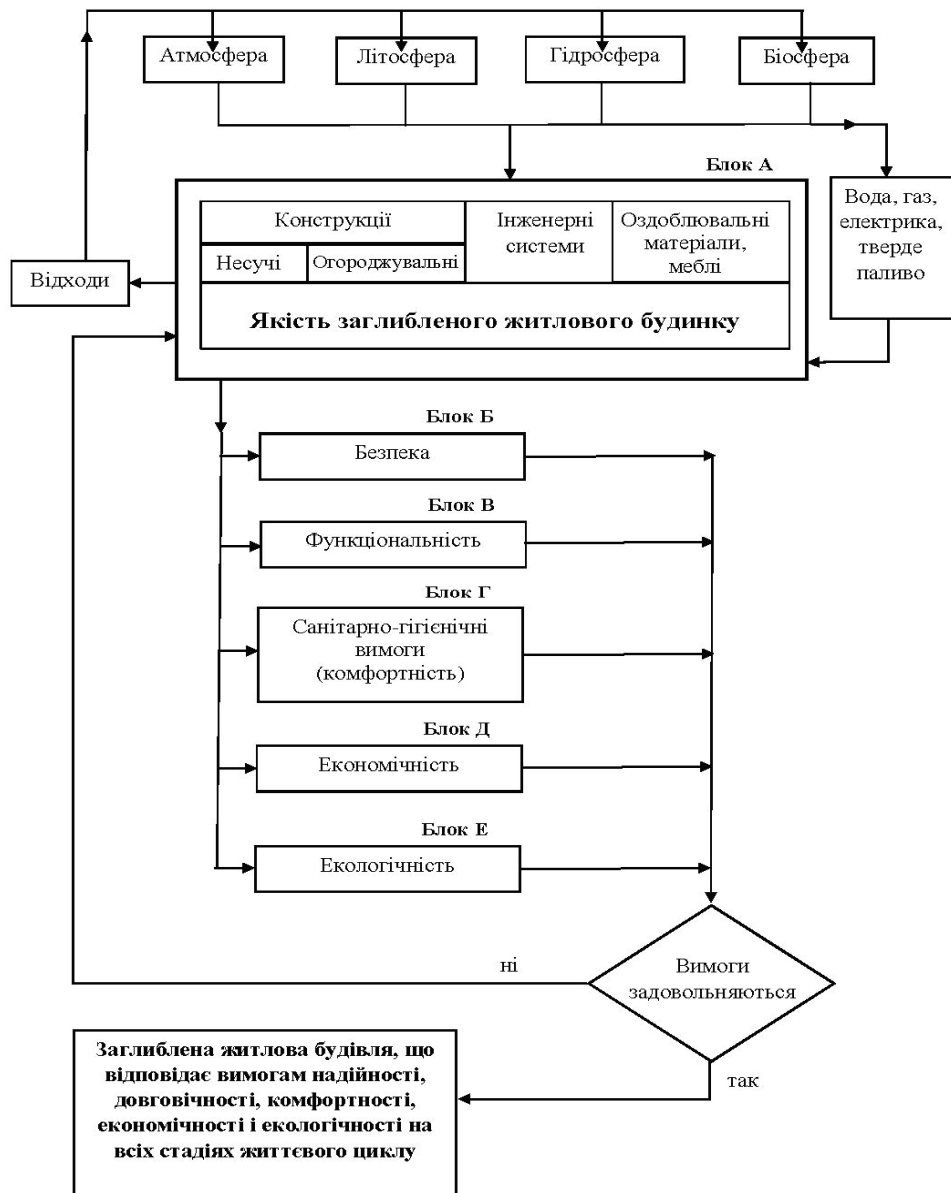 Атмосфера
Літосфера
Гідросфера
Біосфера
Блок А
Вода, газ,
електрика,
тверде
паливо
Конструкції
Несучі
Огороджувальні
Інженерні
системи
Оздоблювальні
матеріали,
меблі
Відходи
Якість заглибленого житлового будинку
Блок Б
Безпека
Блок В
Функціональність
Блок Г
Санітарно-гігієнічні
вимоги
(комфортність)
Блок Д
Економічність
Блок Е
Екологічність
ні
Вимоги
задовольняються
так
Заглиблена житлова будівля, що
відповідає вимогам надійності,
довговічності, комфортності,
економічності і екологічності на
всіх стадіях життєвого циклу